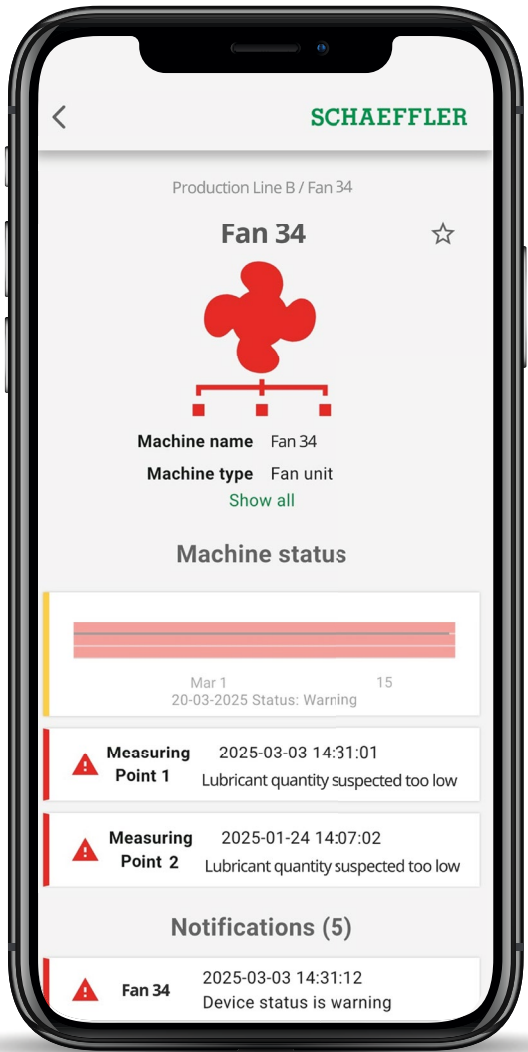 SCHAEFFLER
Production Line B / Fan 34
Fan 34
Machine name Fan 34
Machine type Fan unit
Show all
Machine status
Mar 1 15
20-03-2025 Status: Warning
Measuring Point 1
2025-03-03 14:31:01
Lubricant quantity suspected too low
Measuring Point 2
2025-01-24 14:07:02
Lubricant quantity suspected too low
Notifications (5)
Fan 34
2025-03-03 14:31:12
Device status is warning